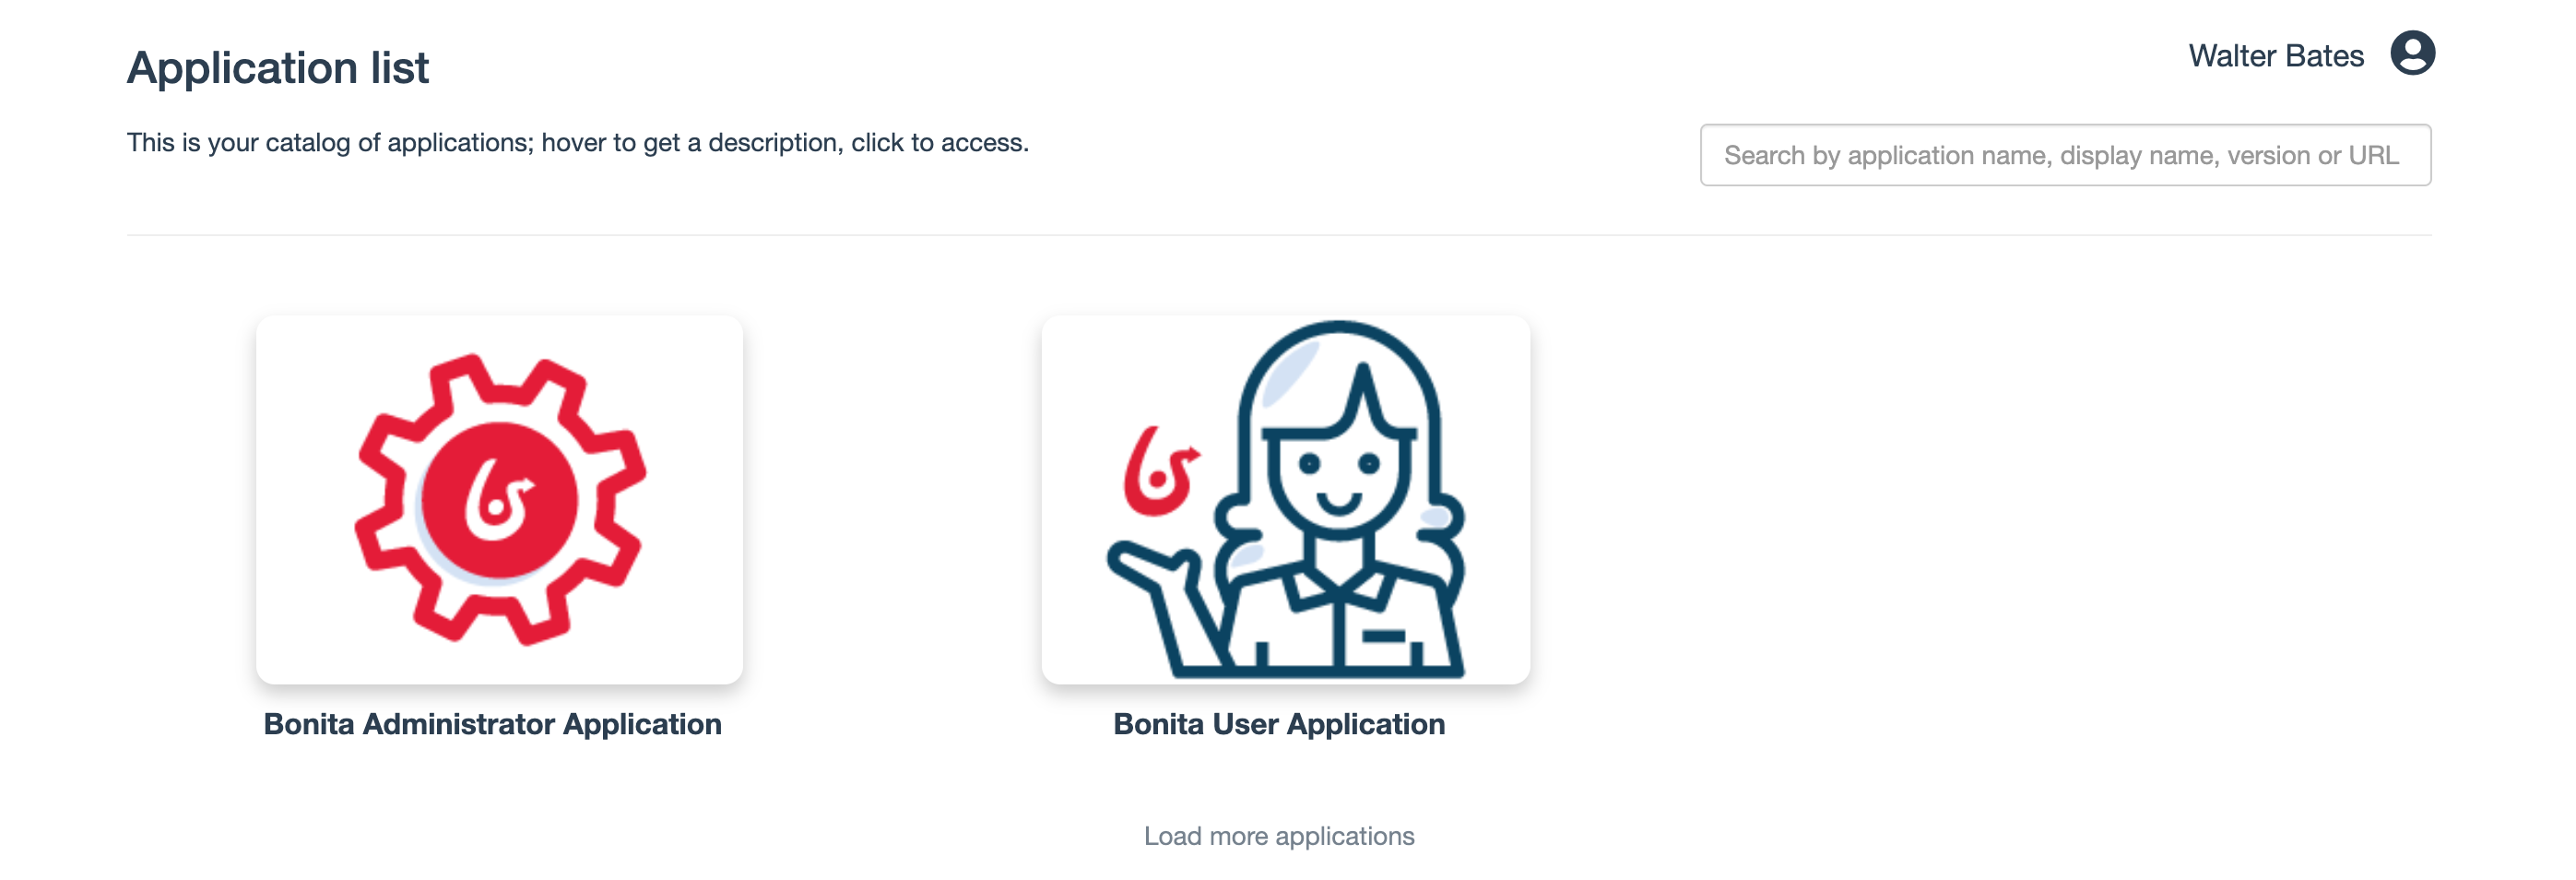 Application list
Walter Bates
This is your catalog of applications; hover to get a description, click to access.
Search by application name, display name, version or URL
Bonita Administrator Application
Bonita User Application
Load more applications